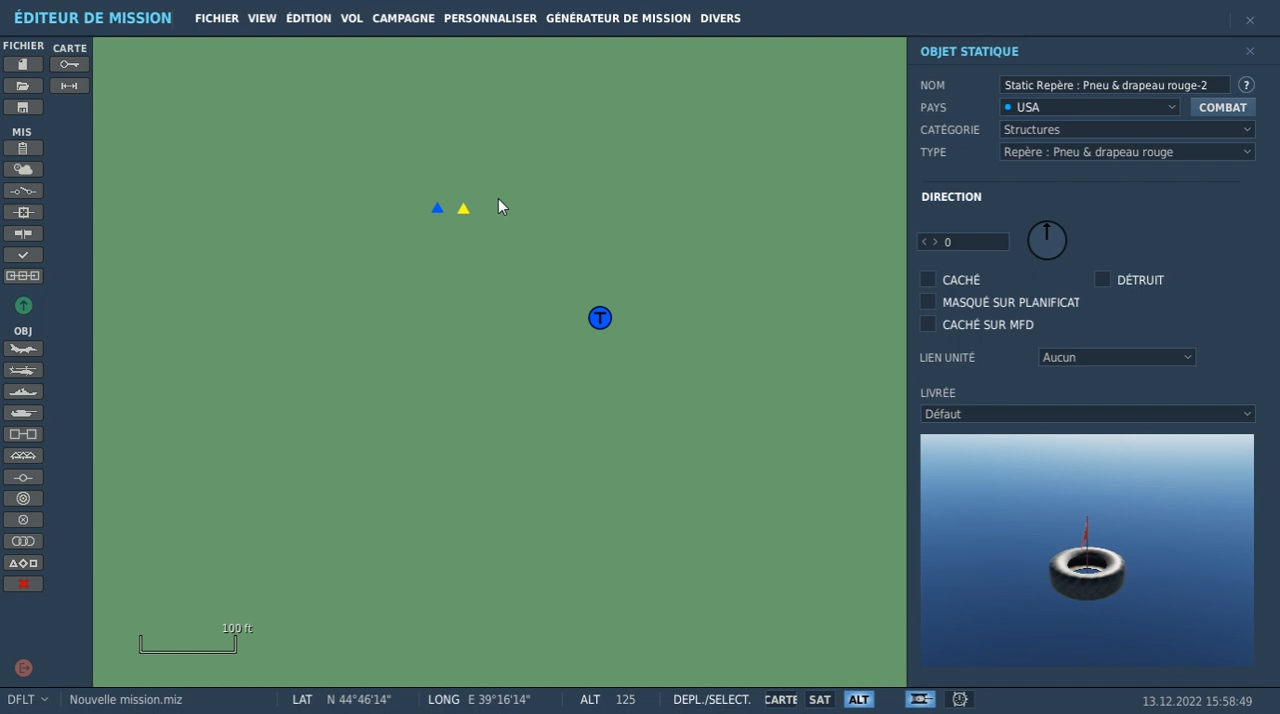 ÉDITEUR DE MISSION FICHIER VIEW ÉDITION VOL CAMPAGNE PERSONNALISER GÉNÉRATEUR DE MISSION DIVERS
FICHIER CARTE
MIS
OBJ
T
100 ft
OBJET STATIQUE
NOM Static Repère : Pneu & drapeau rouge-2 ?
PAYS USA COMBAT
CATÉGORIE Structures
TYPE Repère : Pneu & drapeau rouge
DIRECTION
0
CACHÉ DÉTRUIT
MASQUÉ SUR PLANIFICAT
CACHÉ SUR MFD
LIEN UNITÉ Aucun
LIVRÉE
Défaut
DFLT Nouvelle mission.miz LAT N 44°46'14" LONG E 39°16'14" ALT 125 DEPL./SELECT. CARTE SAT ALT 13.12.2022 15:58:49